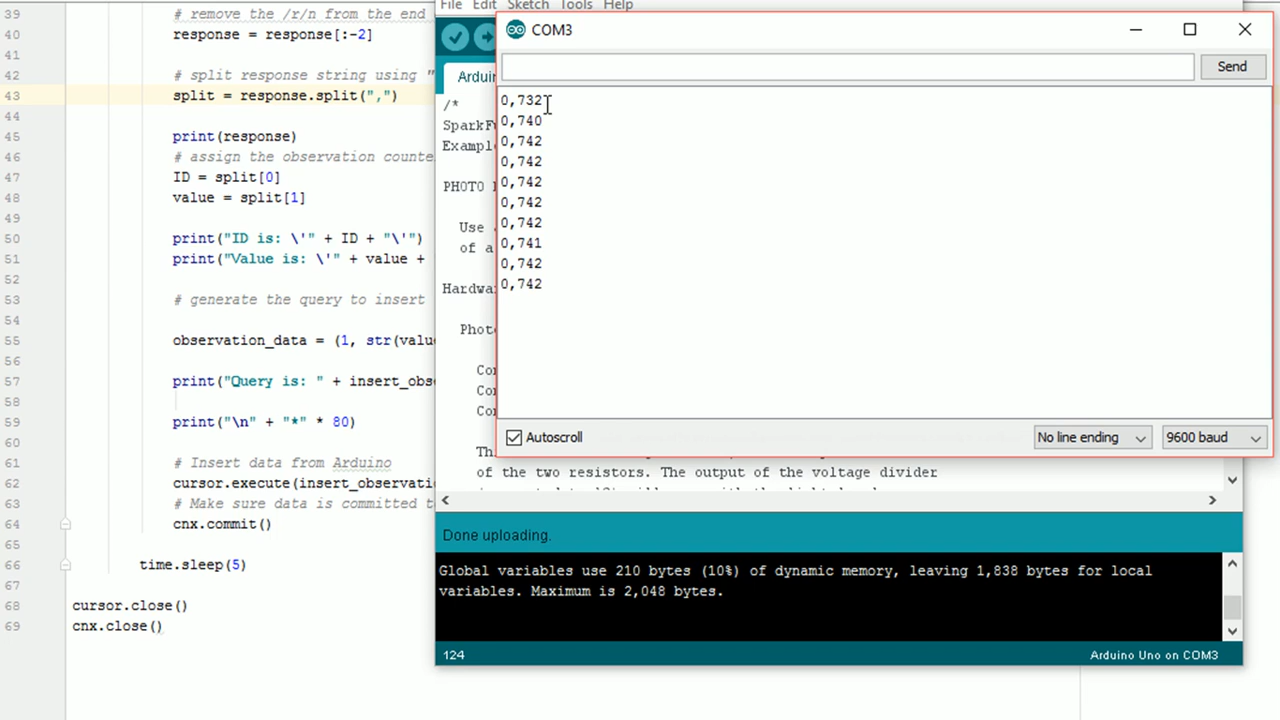 39 # remove the /r/n from the end
40 response = response[:-2]
41
42 # split response string using "
43 split = response.split(",")
44
45 print(response)
46 # assign the observation counte
47 ID = split[0]
48 value = split[1]
49
50 print("ID is: \'" + ID + "\'")
51 print("Value is: \'" + value +
52
53 # generate the query to insert
54
55 observation_data = (1, str(valu
56
57 print("Query is: " + insert_obs
58
59 print("\n" + "*" * 80)
60
61 # Insert data from Arduino
62 cursor.execute(insert_observati
63 # Make sure data is committed t
64 cnx.commit()
65
66 time.sleep(5)
67
68 cursor.close()
69 cnx.close()
File Edit Sketch Tools Help
Arduin
/*
SparkFu
Example
PHOTO
Use
of a
Hardwa
Photo
Con
Con
Con
Th
of the two resistors. The output of the voltage divider
COM3
Send
0,732
0,740
0,742
0,742
0,742
0,742
0,742
0,741
0,742
0,742
Autoscroll
No line ending
9600 baud
Done uploading.
Global variables use 210 bytes (10%) of dynamic memory, leaving 1,838 bytes for local
variables. Maximum is 2,048 bytes.
124
Arduino Uno on COM3